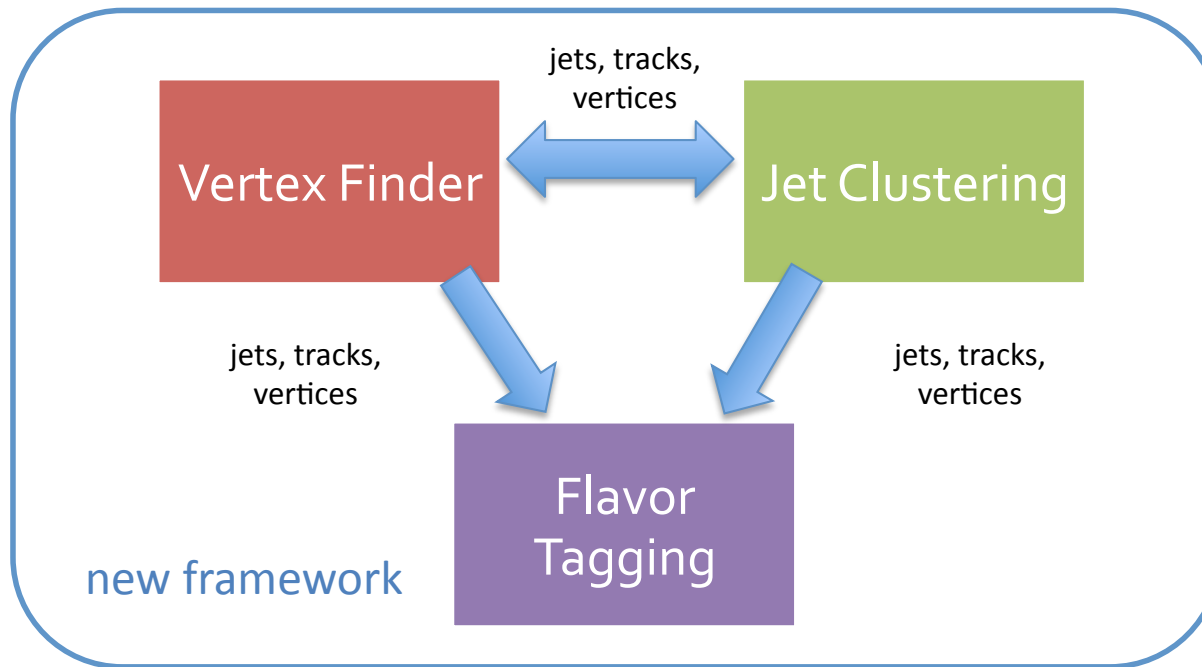 jets, tracks,
vertices
Vertex Finder
Jet Clustering
jets, tracks,
vertices
jets, tracks,
vertices
Flavor
Tagging
new framework